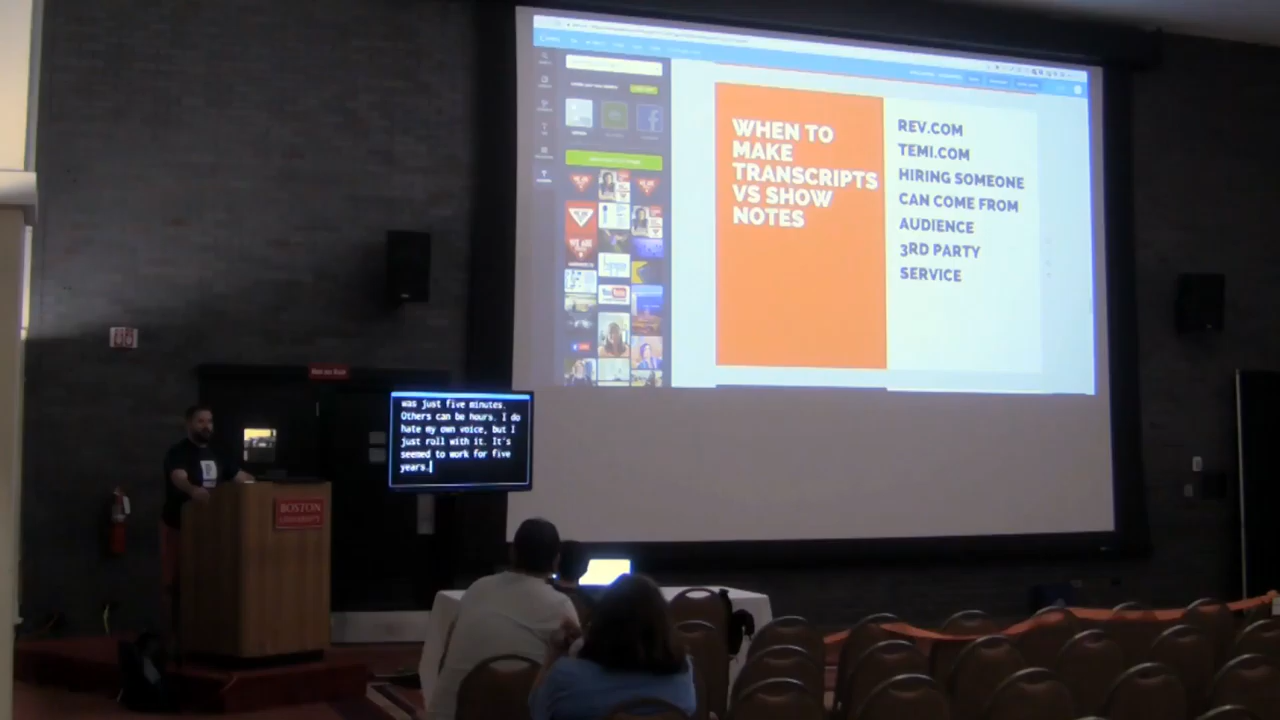 WHEN TO
MAKE
TRANSCRIPTS
VS SHOW
NOTES
REV.COM
TEMI.COM
HIRING SOMEONE
CAN COME FROM
AUDIENCE
3RD PARTY
SERVICE
was just five minutes.
Others can be hours. I do
hate my own voice, but I
just roll with it. It's
seemed to work for five
years.
BOSTON
UNIVERSITY